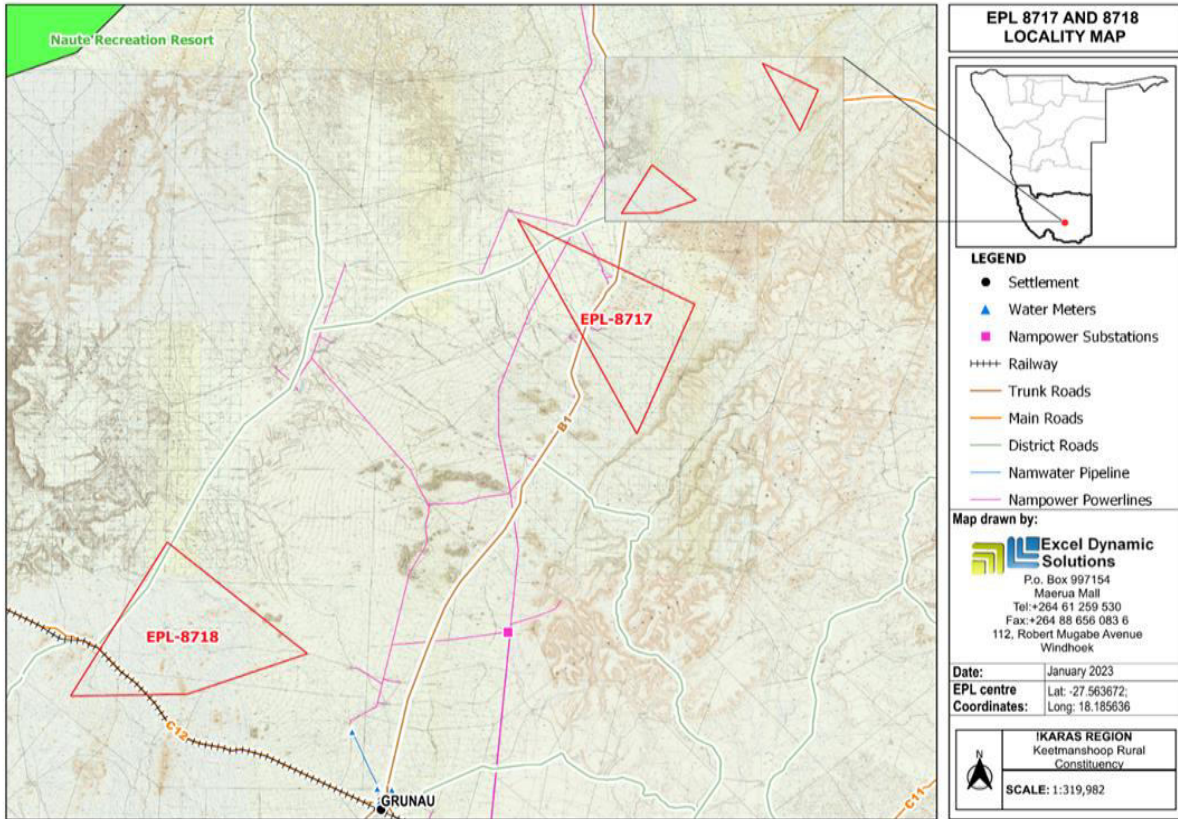 Naute Recreation Resort
EPL-8717
B1
EPL-8718
C12
GRUNAU
C11
EPL 8717 AND 8718
LOCALITY MAP
LEGEND
Settlement
Water Meters
Nampower Substations
Railway
Trunk Roads
Main Roads
District Roads
Namwater Pipeline
Nampower Powerlines
Map drawn by:
Excel Dynamic
Solutions
P.o. Box 997154
Maerua Mall
Tel:+264 61 259 530
Fax:+264 88 656 083 6
112, Robert Mugabe Avenue
Windhoek
Date: January 2023
EPL centre Lat: -27.563672;
Coordinates: Long: 18.185636
N
!KARAS REGION
Keetmanshoop Rural
Constituency
SCALE: 1:319,982